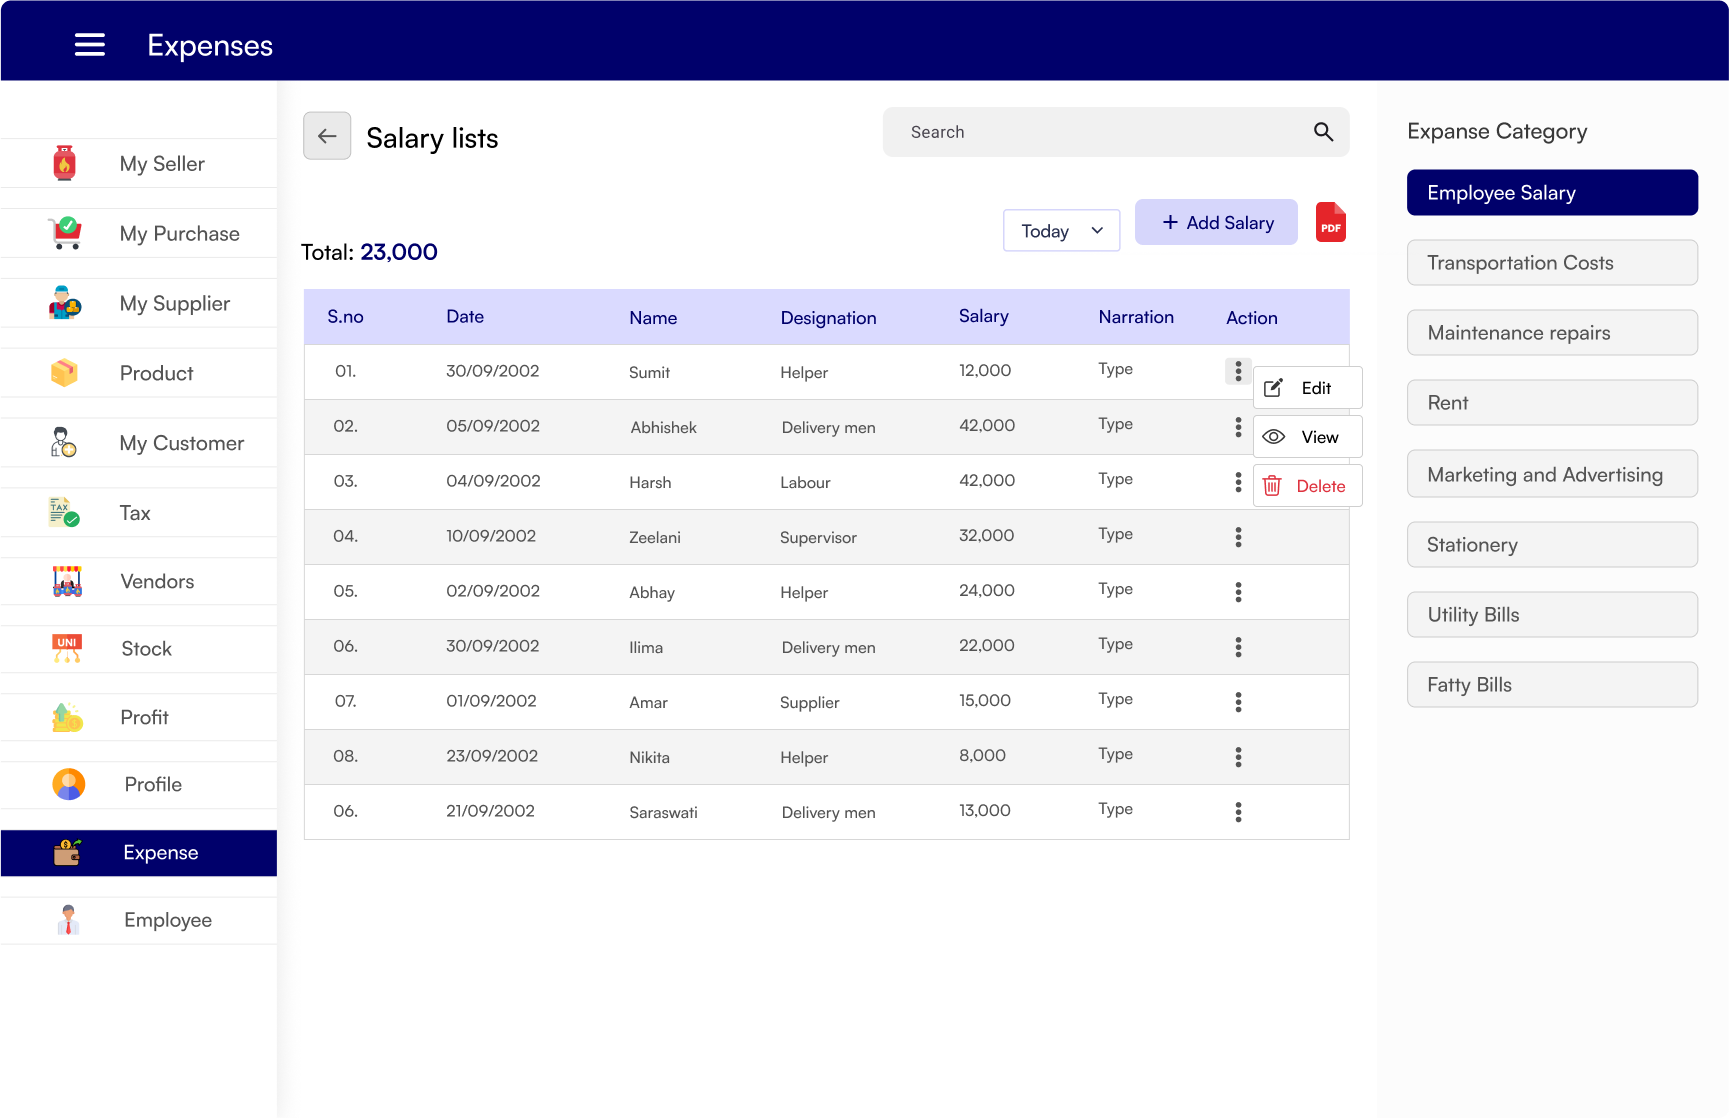 Expenses
My Seller
My Purchase
My Supplier
Product
My Customer
TAX
Tax
Vendors
UNI
Stock
Profit
Profile
Expense
Employee
Salary lists
Search
Today
+ Add Salary
PDF
Total: 23,000
S.no Date Name Designation Salary Narration Action
01. 30/09/2002 Sumit Helper 12,000 Type
02. 05/09/2002 Abhishek Delivery men 42,000 Type
03. 04/09/2002 Harsh Labour 42,000 Type
04. 10/09/2002 Zeelani Supervisor 32,000 Type
05. 02/09/2002 Abhay Helper 24,000 Type
06. 30/09/2002 Ilima Delivery men 22,000 Type
07. 01/09/2002 Amar Supplier 15,000 Type
08. 23/09/2002 Nikita Helper 8,000 Type
06. 21/09/2002 Saraswati Delivery men 13,000 Type
Edit
View
Delete
Expanse Category
Employee Salary
Transportation Costs
Maintenance repairs
Rent
Marketing and Advertising
Stationery
Utility Bills
Fatty Bills